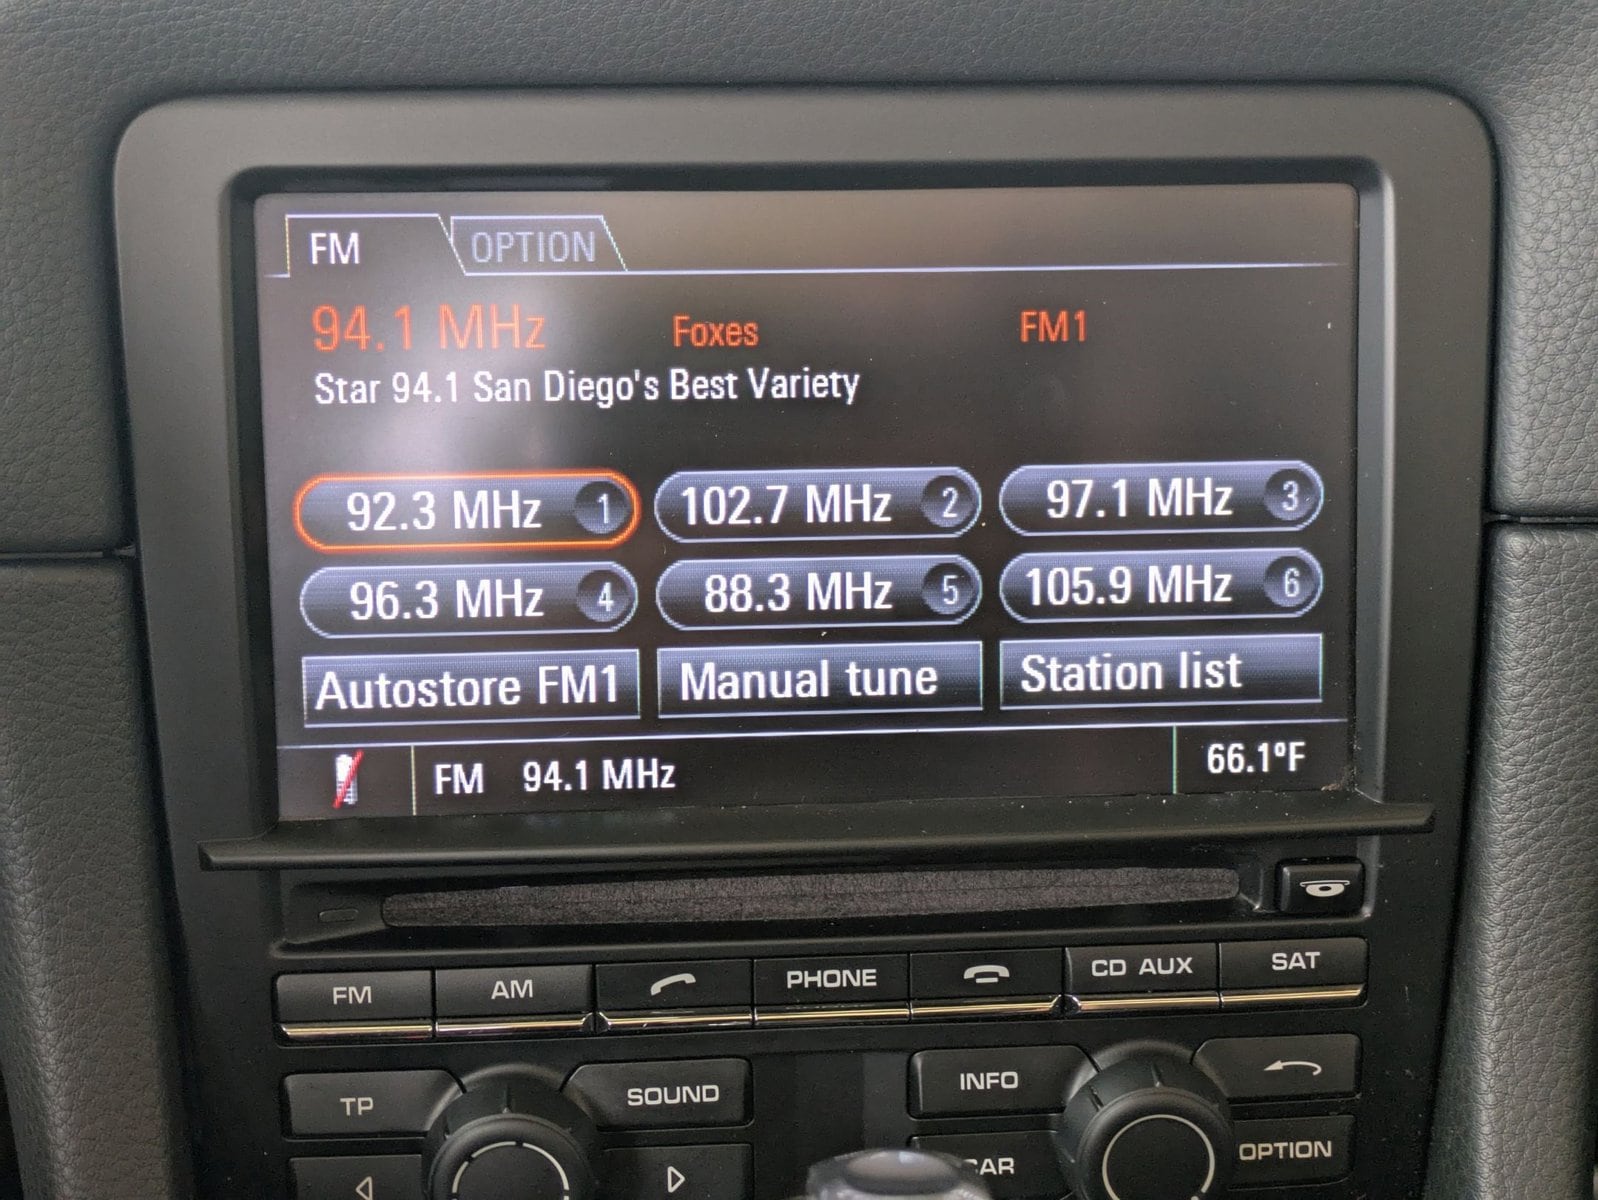 FM OPTION
94.1 MHz Foxes FM1
Star 94.1 San Diego's Best Variety
92.3 MHz 1 102.7 MHz 2 97.1 MHz 3
96.3 MHz 4 88.3 MHz 5 105.9 MHz 6
Autostore FM1 Manual tune Station list
FM 94.1 MHz 66.1ºF
FM AM PHONE CD AUX SAT
TP SOUND INFO
CAR OPTION